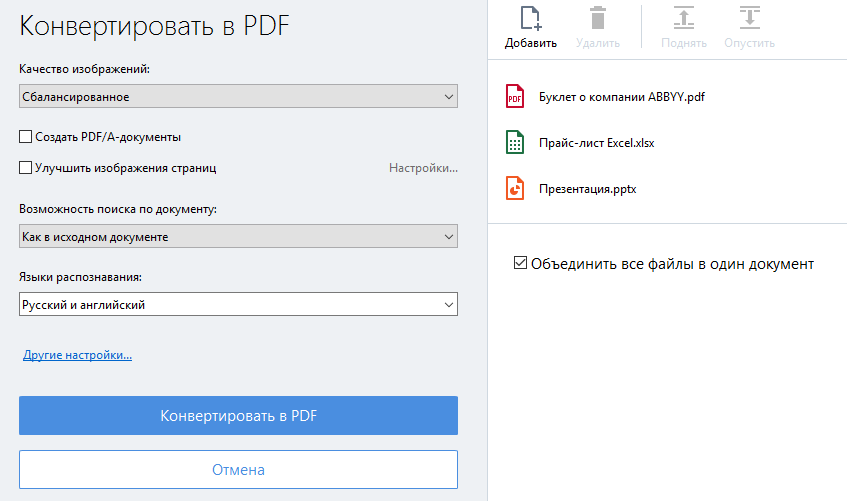 Конвертировать в PDF
Качество изображений:
Сбалансированное
Создать PDF/A-документы
Улучшить изображения страниц
Настройки...
Возможность поиска по документу:
Как в исходном документе
Языки распознавания:
Русский и английский
Другие настройки...
Конвертировать в PDF
Отмена
Добавить Удалить Поднять Опустить
PDF Буклет о компании ABBYY.pdf
Прайс-лист Excel.xlsx
Презентация.pptx
Объединить все файлы в один документ